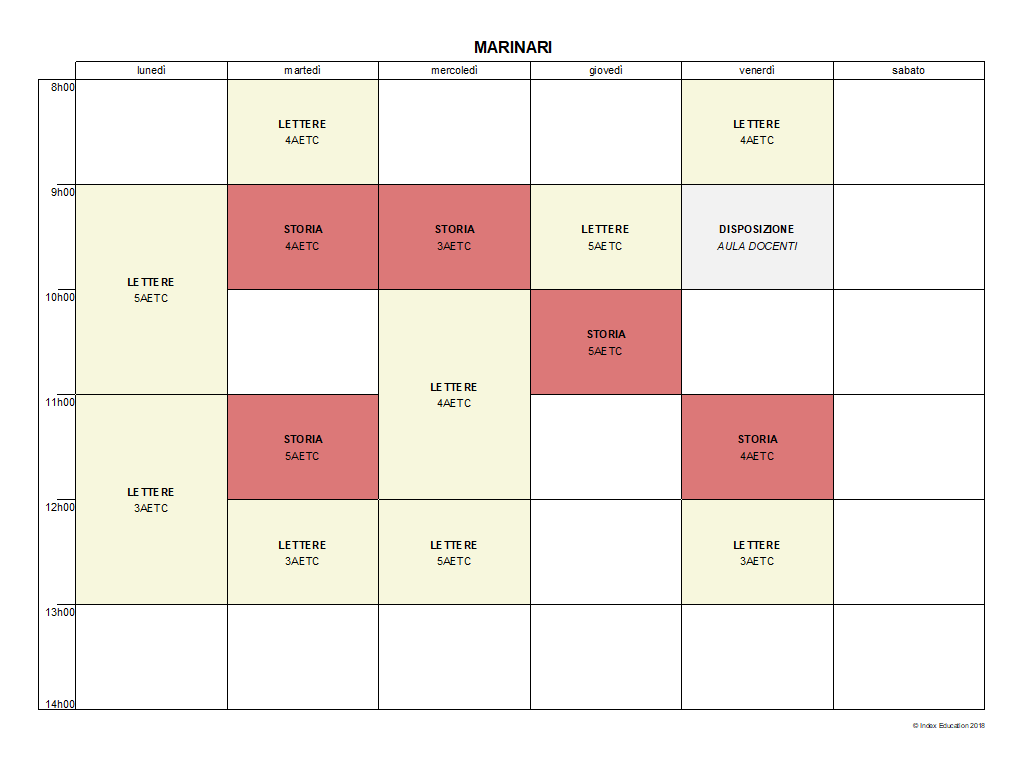 MARINARI
lunedì martedì mercoledì giovedì venerdì sabato
8h00
LETTERE LETTERE
4AETC 4AETC
9h00
STORIA STORIA LETTERE DISPOSIZIONE
4AETC 3AETC 5AETC AULA DOCENTI
LETTERE
5AETC
10h00
STORIA
5AETC
LETTERE
4AETC
11h00
STORIA STORIA
5AETC 4AETC
LETTERE
3AETC
12h00
LETTERE LETTERE LETTERE
3AETC 5AETC 3AETC
13h00
14h00
© Index Education 2018